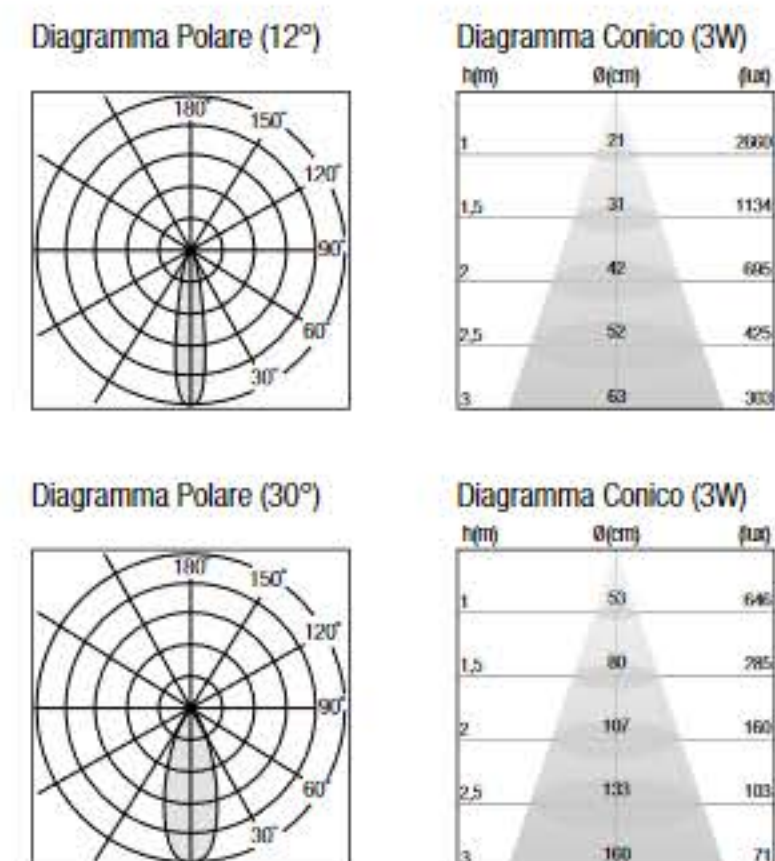 Diagramma Polare (12°)
180°
150°
120°
90°
60°
30°
Diagramma Conico (3W)
h(m) Ø(cm) (lux)
1 21 2660
1,5 31 1134
2 42 695
2,5 52 425
3 63 303
Diagramma Polare (30°)
180°
150°
120°
90°
60°
30°
Diagramma Conico (3W)
h(m) Ø(cm) (lux)
1 53 646
1,5 80 285
2 107 160
2,5 133 103
3 160 71